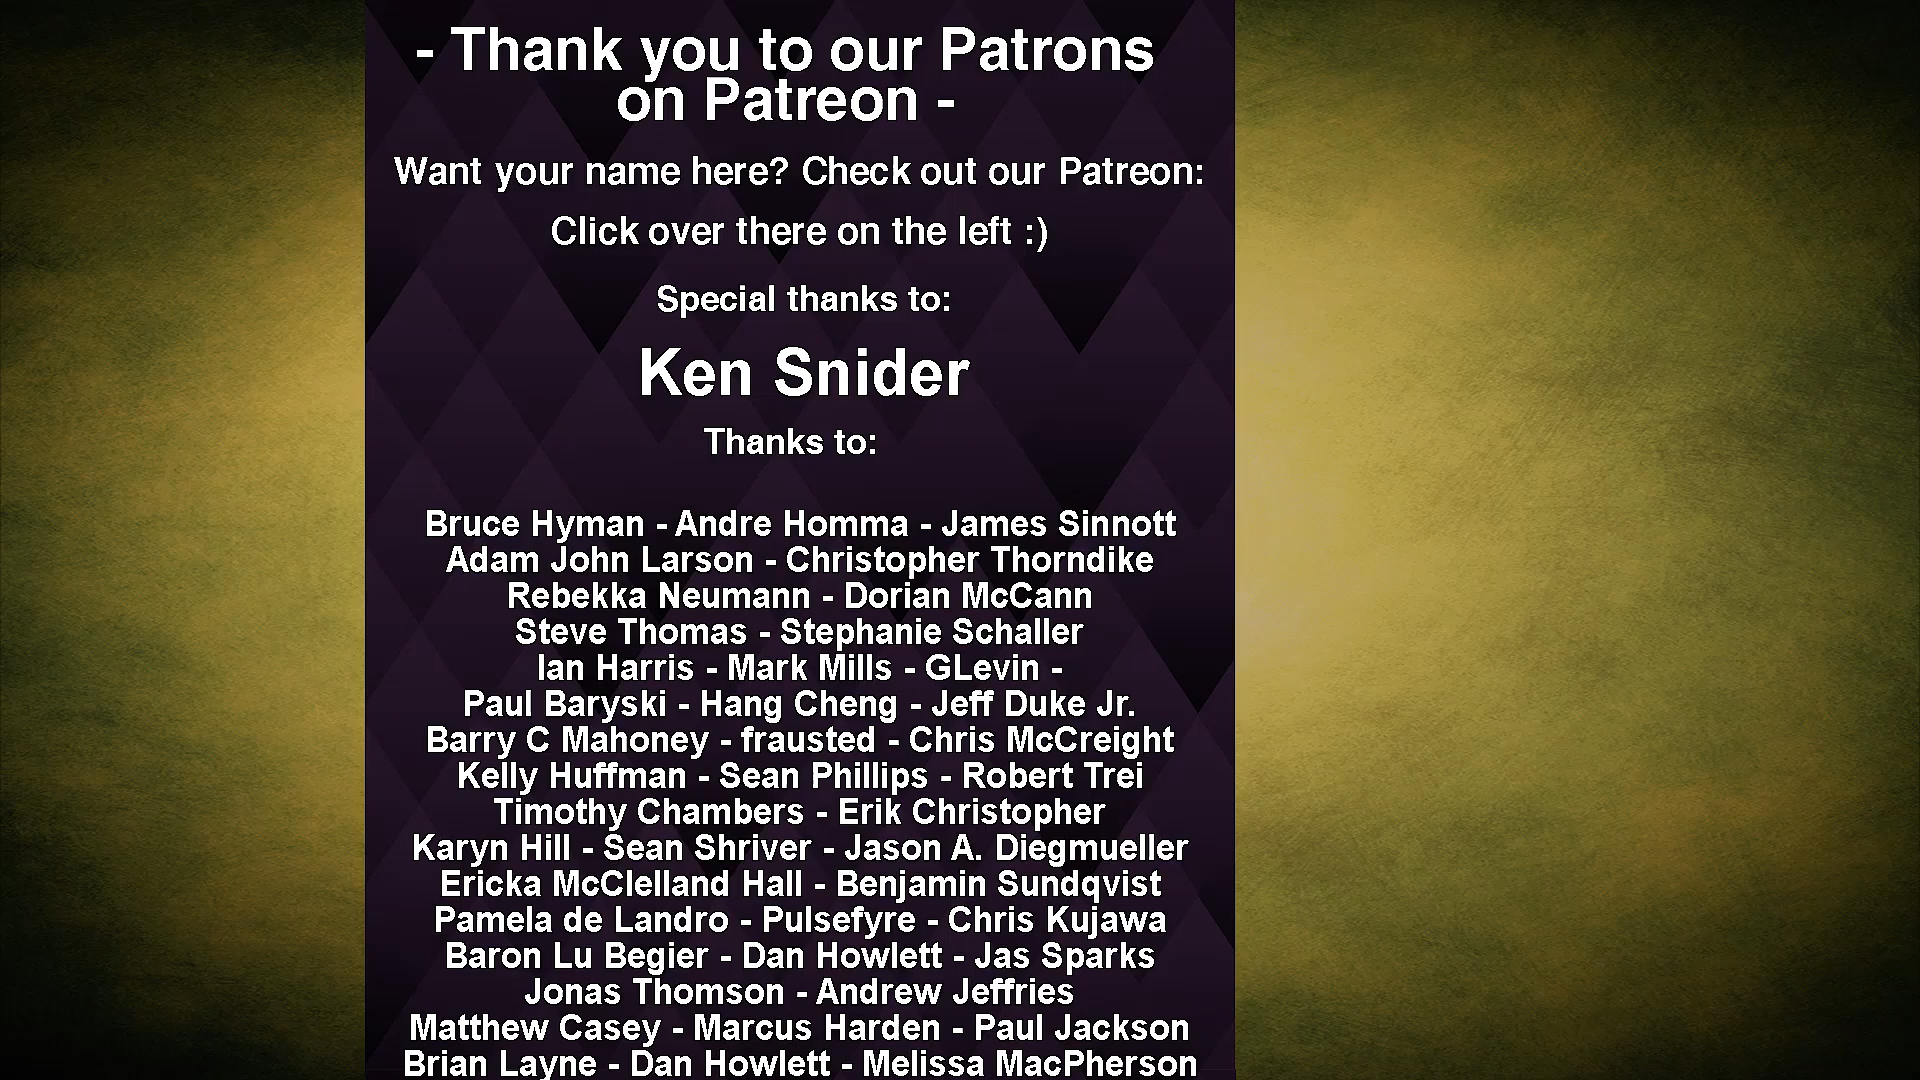 - Thank you to our Patrons
on Patreon -
Want your name here? Check out our Patreon:
Click over there on the left :)
Special thanks to:
Ken Snider
Thanks to:
Bruce Hyman - Andre Homma - James Sinnott
Adam John Larson - Christopher Thorndike
Rebekka Neumann - Dorian McCann
Steve Thomas - Stephanie Schaller
Ian Harris - Mark Mills - GLevin -
Paul Baryski - Hang Cheng - Jeff Duke Jr.
Barry C Mahoney - frausted - Chris McCreight
Kelly Huffman - Sean Phillips - Robert Trei
Timothy Chambers - Erik Christopher
Karyn Hill - Sean Shriver - Jason A. Diegmueller
Ericka McClelland Hall - Benjamin Sundqvist
Pamela de Landro - Pulsefyre - Chris Kujawa
Baron Lu Begier - Dan Howlett - Jas Sparks
Jonas Thomson - Andrew Jeffries
Matthew Casey - Marcus Harden - Paul Jackson
Brian Layne - Dan Howlett - Melissa MacPherson